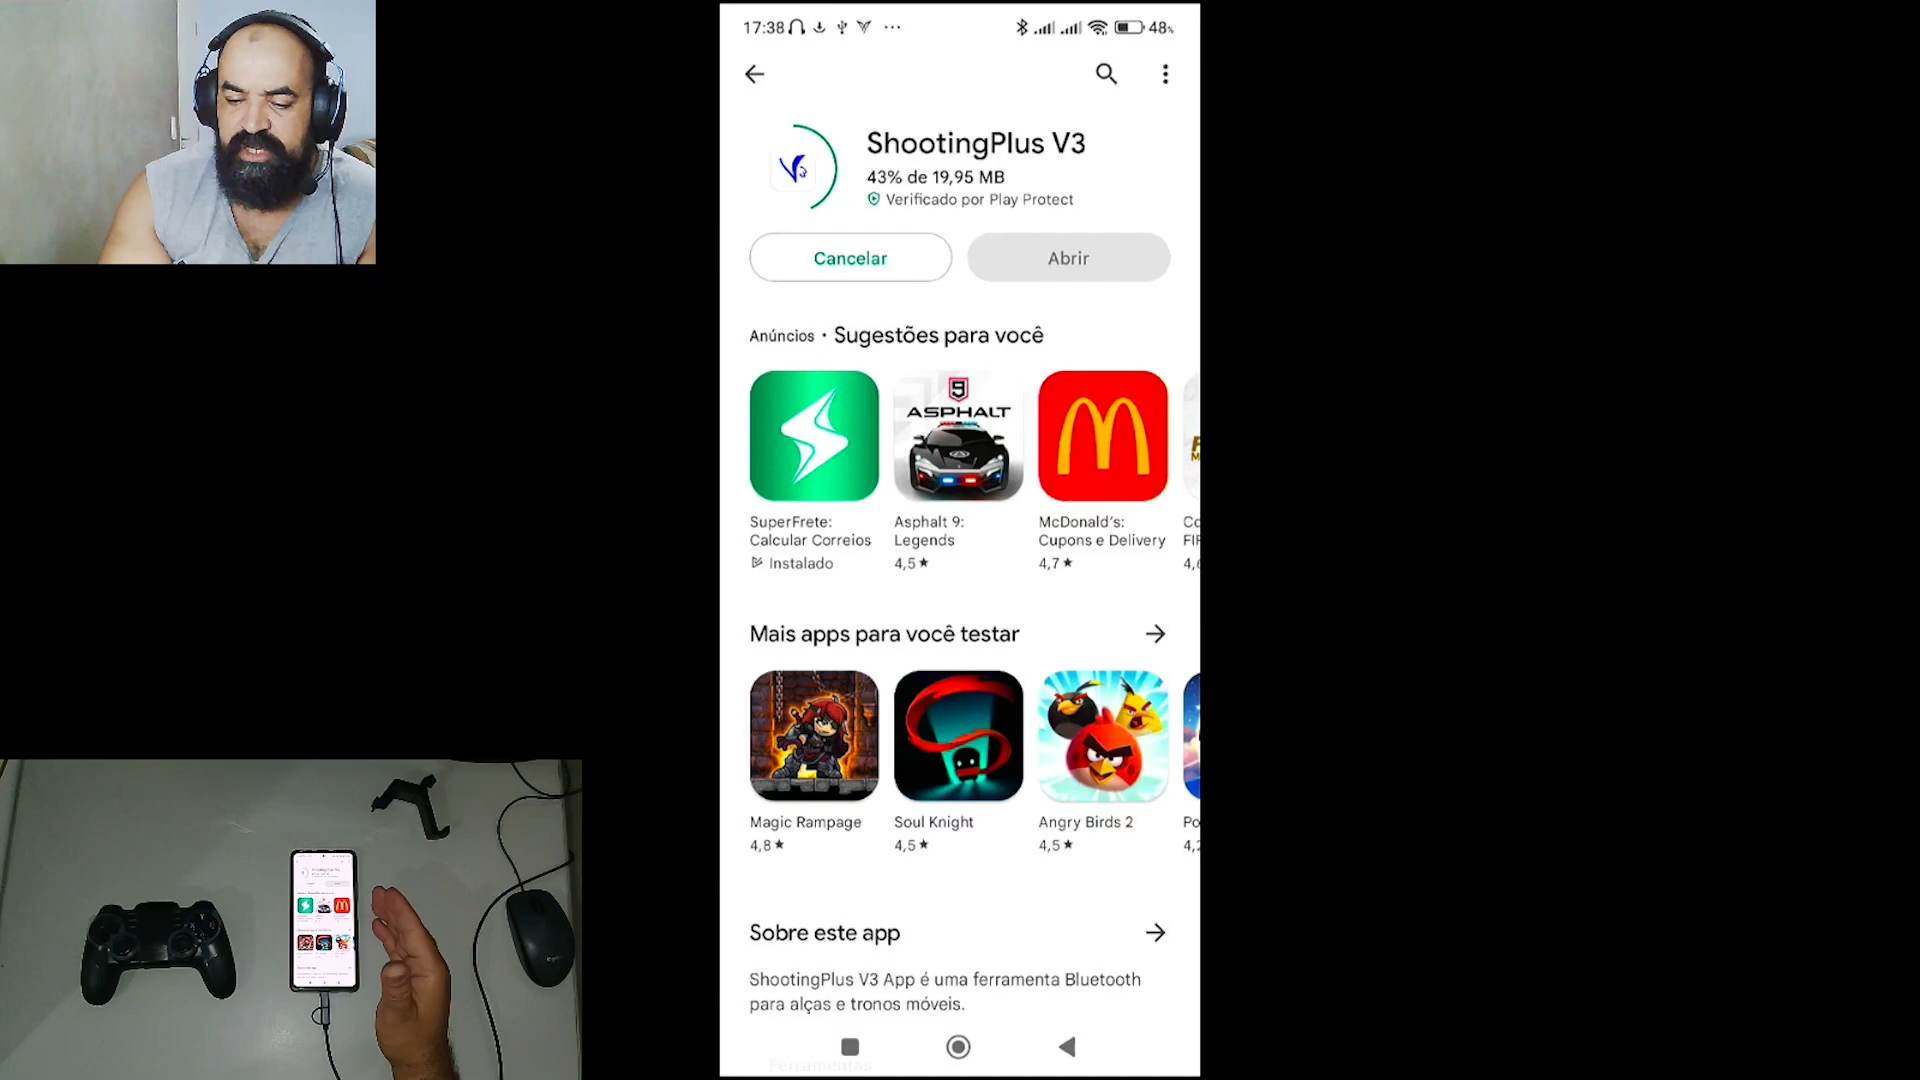 17:38 ... 48%
ShootingPlus V3
43% de 19,95 MB
Verificado por Play Protect
Cancelar
Abrir
Anúncios • Sugestões para você
9
ASPHALT
SuperFrete:
Calcular Correios
Instalado
Asphalt 9:
Legends
4,5★
McDonald's:
Cupons e Delivery
4,7★
Mais apps para você testar
Magic Rampage
4,8★
Soul Knight
4,5★
Angry Birds 2
4,5★
Sobre este app
ShootingPlus V3 App é uma ferramenta Bluetooth
para alças e tronos móveis.
Ferramentas